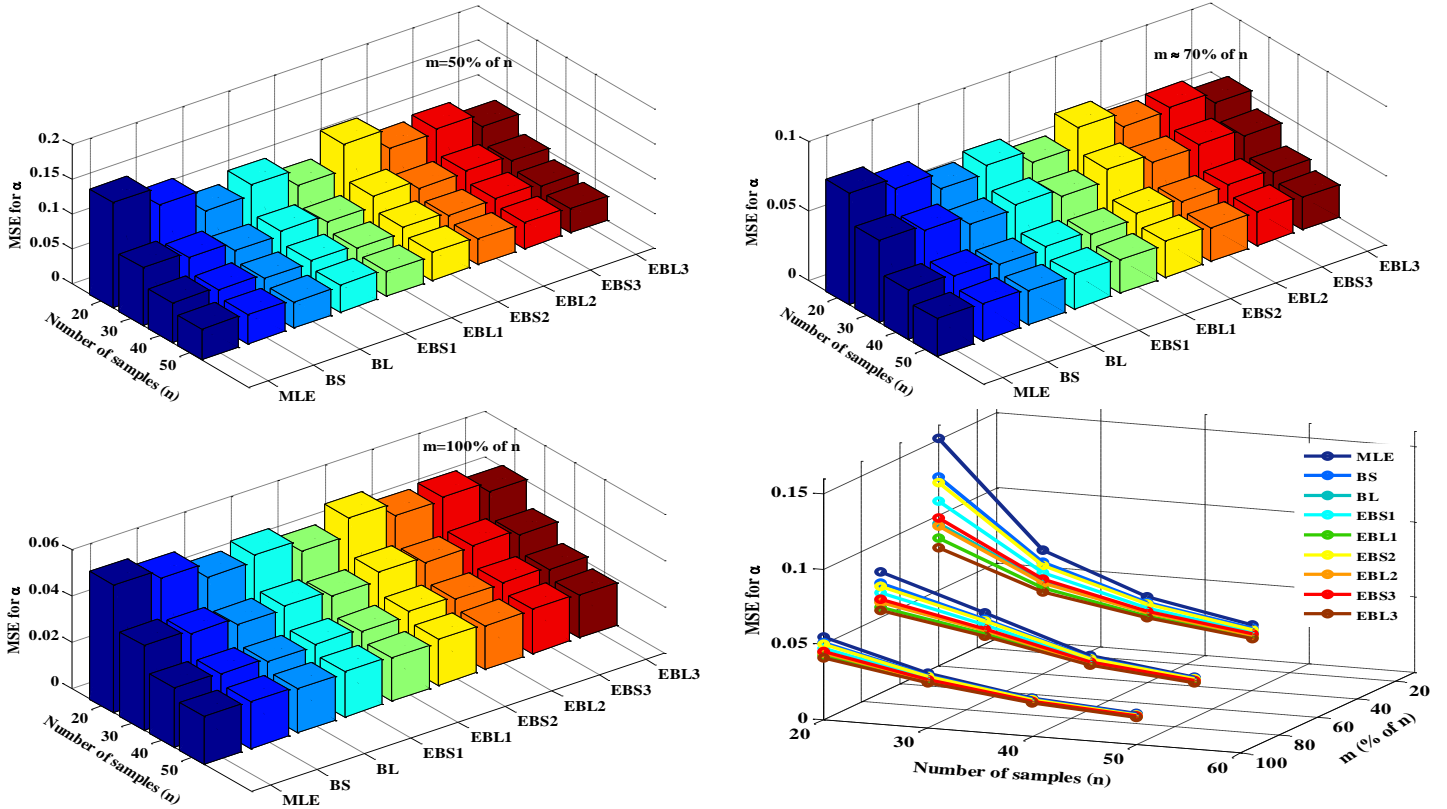 m=50% of n
0.2
0.15
0.1
0.05
0
MSE for α
20
30
40
50
Number of samples (n)
MLE
BS
BL
EBS1
EBL1
EBS2
EBL2
EBS3
EBL3
m ≈ 70% of n
0.1
0.05
0
MSE for α
20
30
40
50
Number of samples (n)
MLE
BS
BL
EBS1
EBL1
EBS2
EBL2
EBS3
EBL3
m=100% of n
0.06
0.04
0.02
0
MSE for α
20
30
40
50
Number of samples (n)
MLE
BS
BL
EBS1
EBL1
EBS2
EBL2
EBS3
EBL3
0.15
0.1
0.05
0
MSE for α
20
30
40
50
60
Number of samples (n)
100
80
60
40
20
m (% of n)
MLE
BS
BL
EBS1
EBL1
EBS2
EBL2
EBS3
EBL3